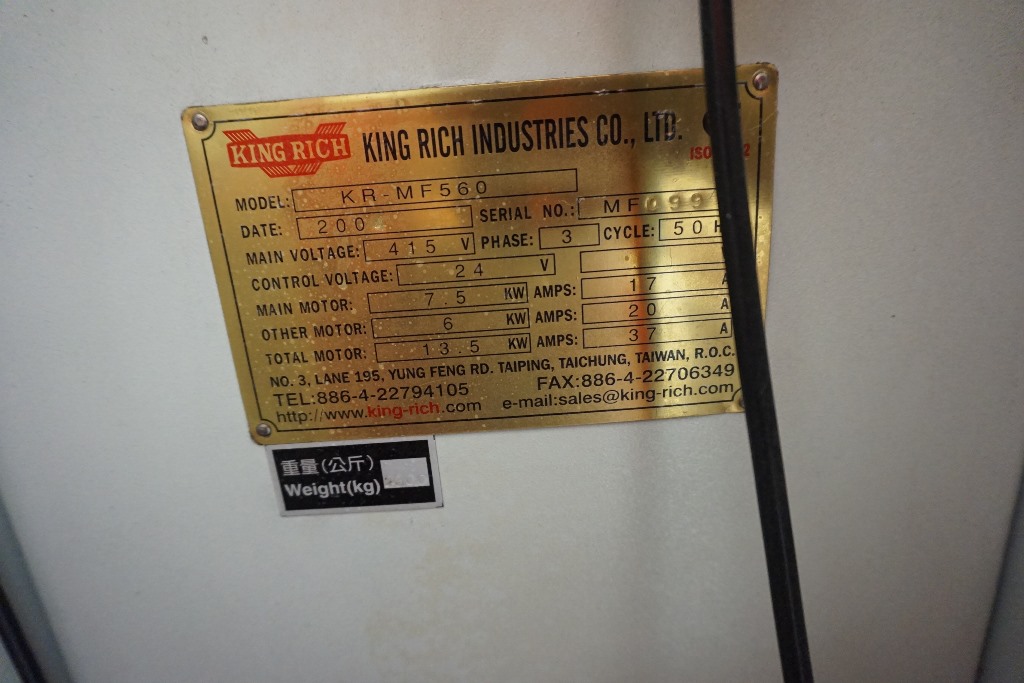 KING RICH KING RICH INDUSTRIES CO., LTD.
MODEL: KR-MF560
DATE: 200 SERIAL NO.: MF099
MAIN VOLTAGE: 415 V PHASE: 3 CYCLE: 50
CONTROL VOLTAGE: 24 V
MAIN MOTOR: 7.5 KW AMPS: 17 A
OTHER MOTOR: 6 KW AMPS: 20 A
TOTAL MOTOR: 13.5 KW AMPS: 37 A
NO. 3, LANE 195, YUNG FENG RD. TAIPING, TAICHUNG, TAIWAN, R.O.C.
TEL:886-4-22794105 FAX:886-4-22706349
http://www.king-rich.com e-mail:sales@king-rich.com
重量(公斤)
Weight(kg)